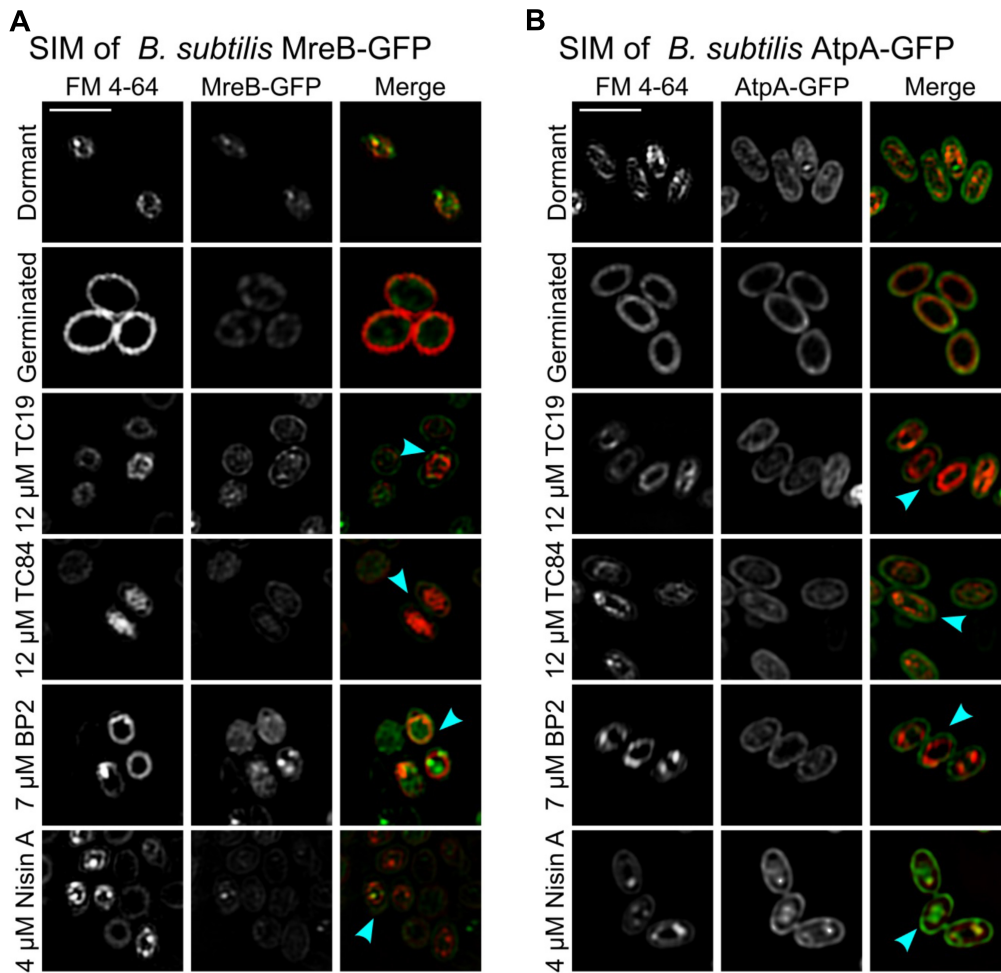 A
SIM of B. subtilis MreB-GFP
FM 4-64 MreB-GFP Merge
Dormant
Germinated
12 µM TC19
12 µM TC84
7 µM BP2
4 µM Nisin A
B
SIM of B. subtilis AtpA-GFP
FM 4-64 AtpA-GFP Merge
Dormant
Germinated
12 µM TC19
12 µM TC84
7 µM BP2
4 µM Nisin A